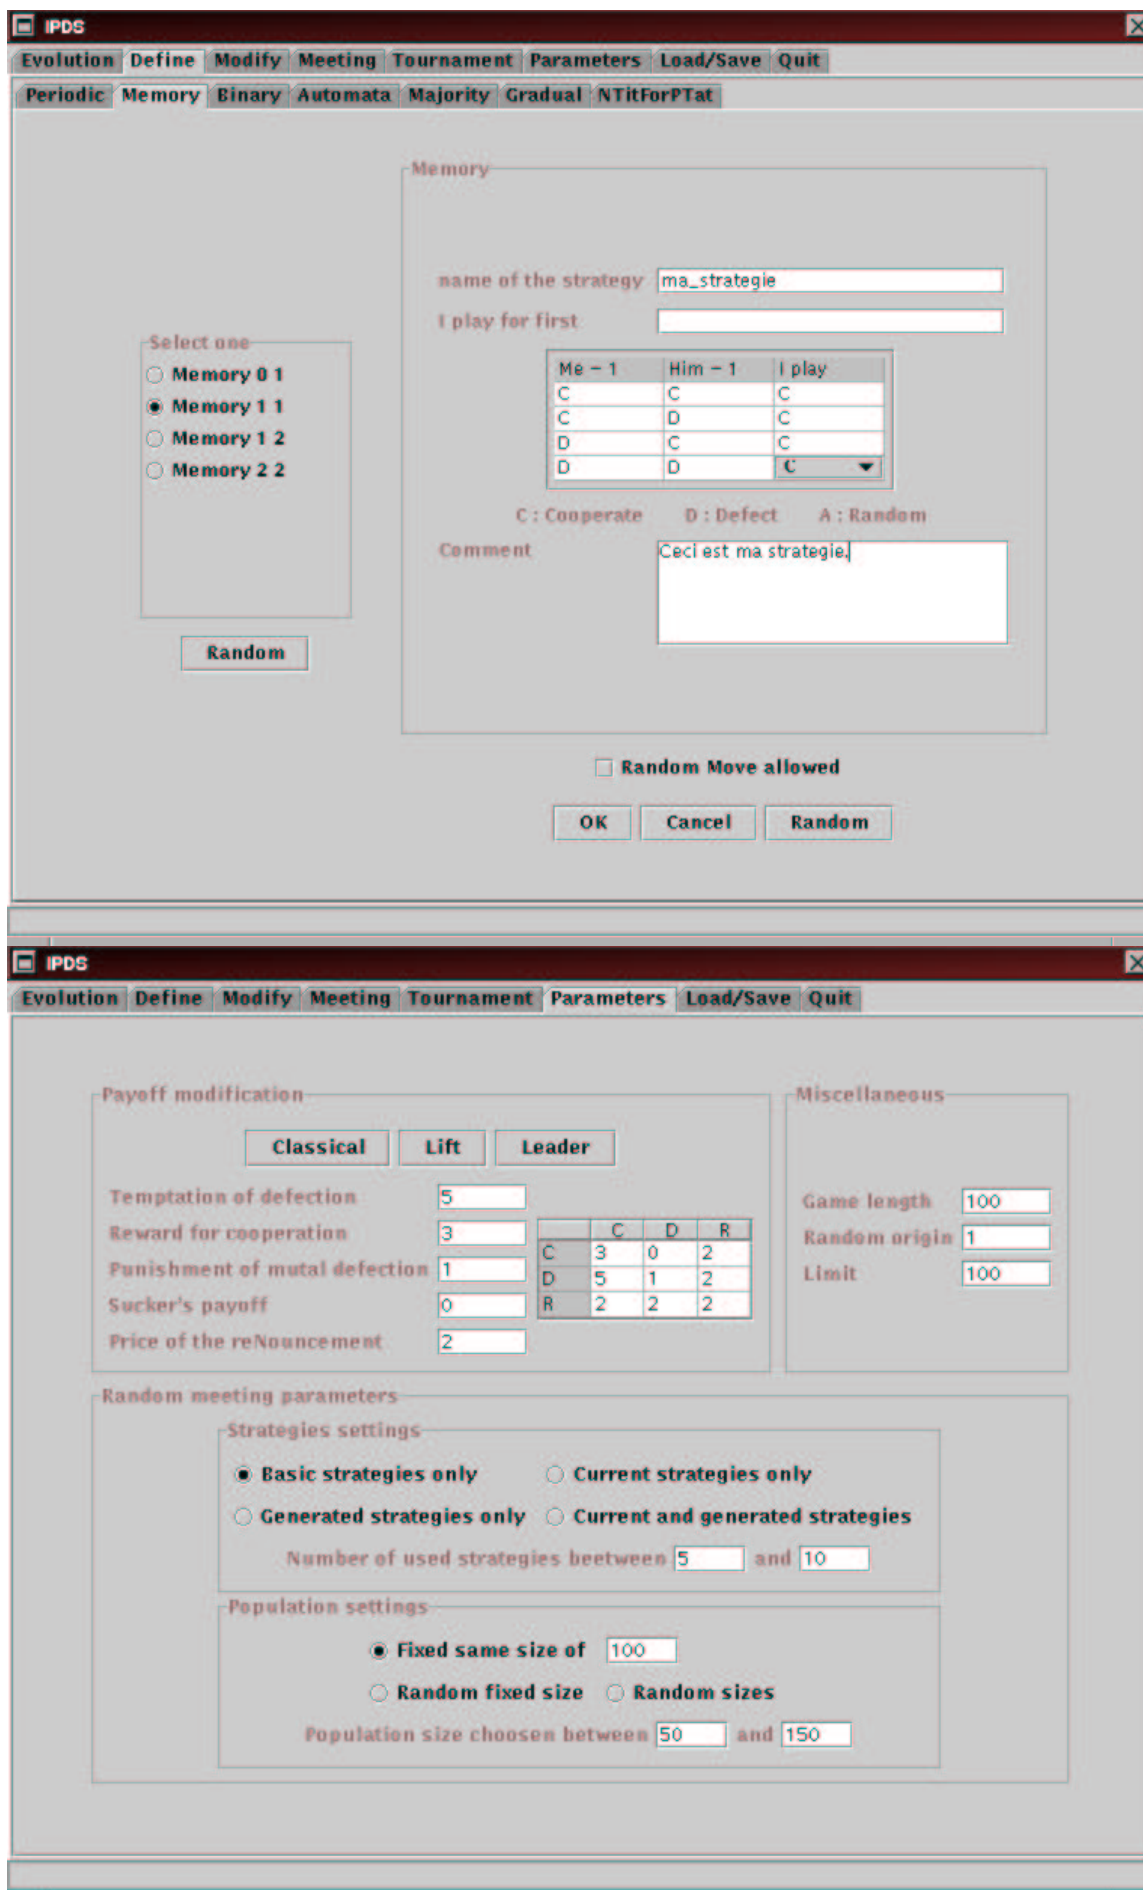 IPDS
Evolution Define Modify Meeting Tournament Parameters Load/Save Quit
Periodic Memory Binary Automata Majority Gradual NTitForPTat
Memory
name of the strategy ma_strategie
I play for first
Select one
Memory 0 1
Memory 1 1
Memory 1 2
Memory 2 2
Random
Me - 1 Him - 1 I play
C C C
C D C
D C C
D D C
C : Cooperate D : Defect A : Random
Comment Ceci est ma strategie.
Random Move allowed
OK Cancel Random
IPDS
Evolution Define Modify Meeting Tournament Parameters Load/Save Quit
Payoff modification
Classical Lift Leader
Temptation of defection 5
Reward for cooperation 3
Punishment of mutal defection 1
Sucker's payoff 0
Price of the reNouncement 2
C D R
C 3 0 2
D 5 1 2
R 2 2 2
Miscellaneous
Game length 100
Random origin 1
Limit 100
Random meeting parameters
Strategies settings
Basic strategies only Current strategies only
Generated strategies only Current and generated strategies
Number of used strategies beetween 5 and 10
Population settings
Fixed same size of 100
Random fixed size Random sizes
Population size choosen between 50 and 150